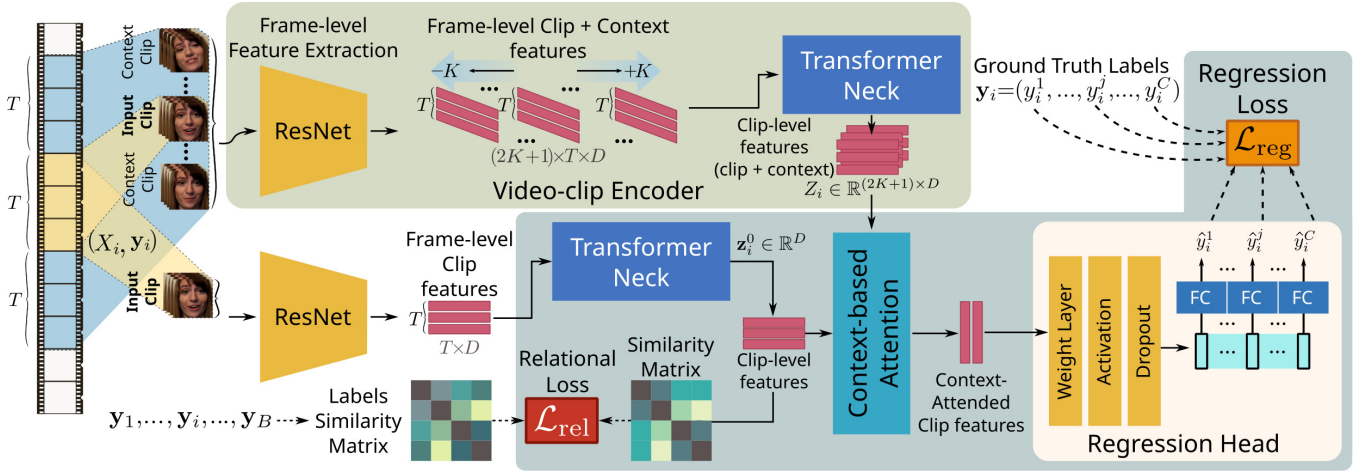 T
T
T
Context
Clip
Input
Clip
Context
Clip
(X_i, y_i)
Input
Clip
Frame-level
Feature Extraction
ResNet
Frame-level Clip + Context
features
−K
+K
...
...
T
T
T
...
...
(2K+1)×T×D
Transformer
Neck
Clip-level
features
(clip + context)
Z_i ∈ ℝ^{(2K+1)×D}
Video-clip Encoder
Ground Truth Labels
y_i=(y_i^1, ..., y_i^j, ..., y_i^C)
Regression
Loss
ℒ_reg
ResNet
Frame-level
Clip
features
T
T×D
Transformer
Neck
z_i^0 ∈ ℝ^D
Clip-level
features
Context-based
Attention
Context-
Attended
Clip features
y_1, ..., y_i, ..., y_B
Labels
Similarity
Matrix
Relational
Loss
ℒ_rel
Similarity
Matrix
Weight Layer
Activation
Dropout
ŷ_i^1
ŷ_i^j
ŷ_i^C
... ...
FC
FC
FC
... ...
... ...
Regression Head